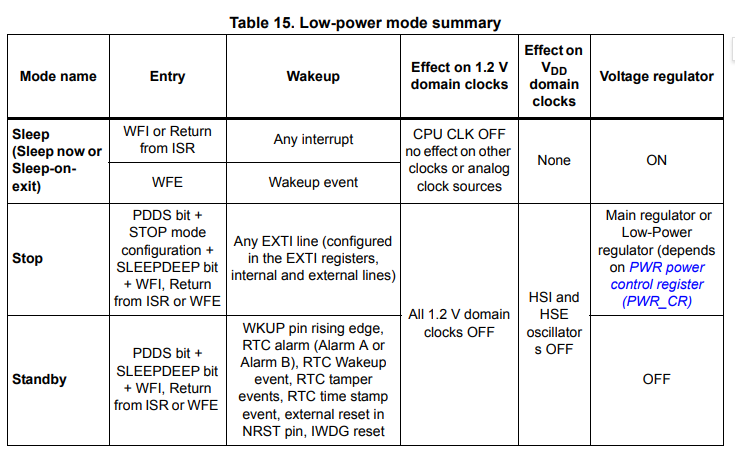 Table 15. Low-power mode summary
Mode name
Entry
Wakeup
Effect on 1.2 V
domain clocks
Effect on
VDD
domain
clocks
Voltage regulator
Sleep
(Sleep now or
Sleep-on-
exit)
WFI or Return
from ISR
Any interrupt
CPU CLK OFF
no effect on other
clocks or analog
clock sources
None
ON
WFE
Wakeup event
Stop
PDDS bit +
STOP mode
configuration +
SLEEPDEEP bit
+ WFI, Return
from ISR or WFE
Any EXTI line (configured
in the EXTI registers,
internal and external lines)
All 1.2 V domain
clocks OFF
HSI and
HSE
oscillator
s OFF
Main regulator or
Low-Power
regulator (depends
on PWR power
control register
(PWR_CR)
Standby
PDDS bit +
SLEEPDEEP bit
+ WFI, Return
from ISR or WFE
WKUP pin rising edge,
RTC alarm (Alarm A or
Alarm B), RTC Wakeup
event, RTC tamper
events, RTC time stamp
event, external reset in
NRST pin, IWDG reset
OFF